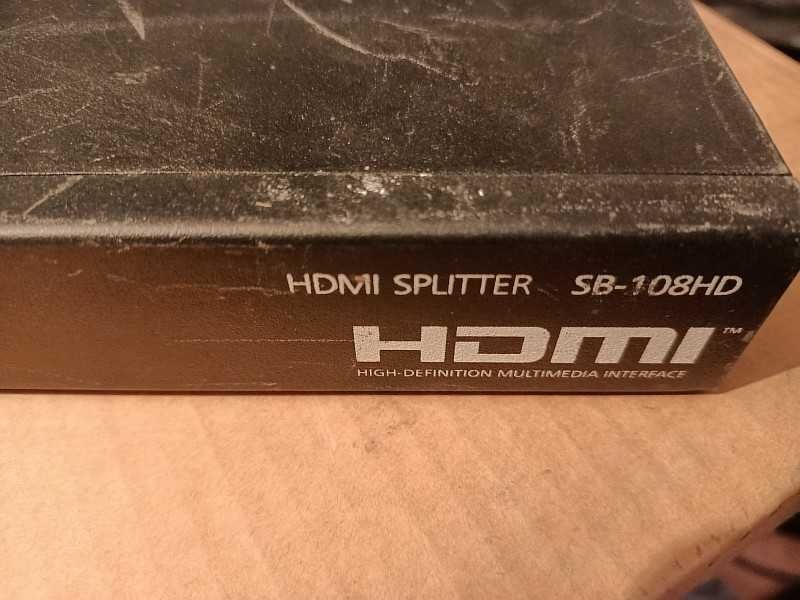 HDMI SPLITTER SB-108HD
HDMI™
HIGH-DEFINITION MULTIMEDIA INTERFACE